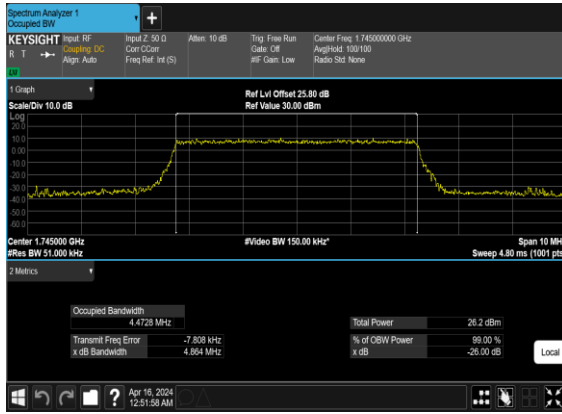 Spectrum Analyzer 1
Occupied BW
+
KEYSIGHT Input: RF Input Z: 50 Ω Atten: 10 dB Trig: Free Run Center Freq: 1.745000000 GHz
R T Coupling: DC Corr CCorr Gate: Off Avg|Hold: 100/100
Align: Auto Freq Ref: Int (S) #IF Gain: Low Radio Std: None
1 Graph
Ref Lvl Offset 25.80 dB
Scale/Div 10.0 dB Ref Value 30.00 dBm
Log
20.0
10.0
0.00
-10.0
-20.0
-30.0
-40.0
-50.0
-60.0
Center 1.745000 GHz #Video BW 150.00 kHz* Span 10 MH
#Res BW 51.000 kHz Sweep 4.80 ms (1001 pts
2 Metrics
Occupied Bandwidth
4.4728 MHz Total Power 26.2 dBm
Transmit Freq Error -7.808 kHz % of OBW Power 99.00 %
x dB Bandwidth 4.864 MHz x dB -26.00 dB
Local
? Apr 16, 2024
12:51:58 AM